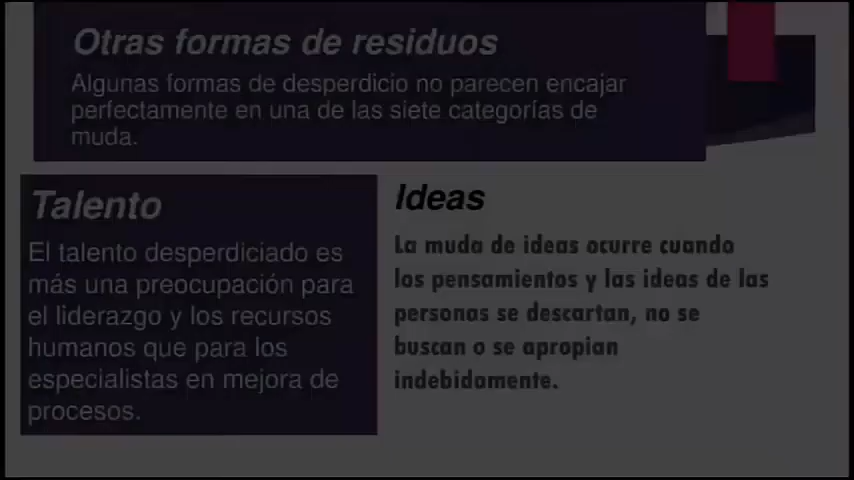 Otras formas de residuos
Algunas formas de desperdicio no parecen encajar
perfectamente en una de las siete categorías de
muda.
Talento
El talento desperdiciado es
más una preocupación para
el liderazgo y los recursos
humanos que para los
especialistas en mejora de
procesos.
Ideas
La muda de ideas ocurre cuando
los pensamientos y las ideas de las
personas se descartan, no se
buscan o se apropian
indebidamente.